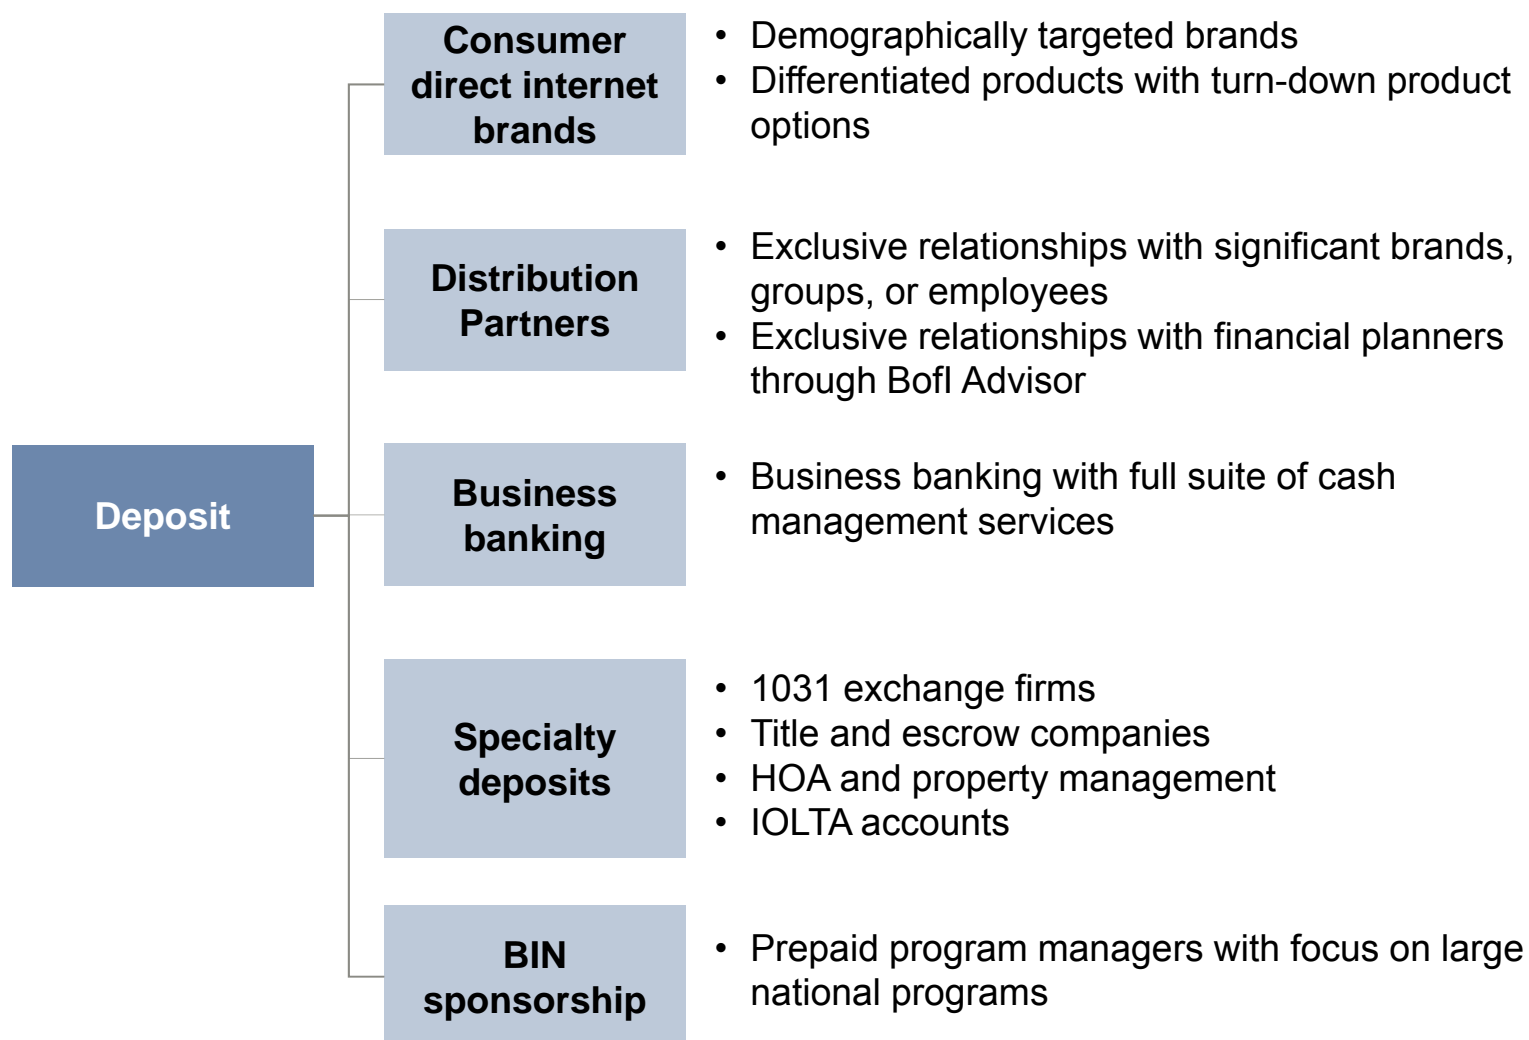 Consumer
direct internet
brands
• Demographically targeted brands
• Differentiated products with turn-down product
options
Distribution
Partners
• Exclusive relationships with significant brands,
groups, or employees
• Exclusive relationships with financial planners
through BofI Advisor
Deposit
Business
banking
• Business banking with full suite of cash
management services
Specialty
deposits
• 1031 exchange firms
• Title and escrow companies
• HOA and property management
• IOLTA accounts
BIN
sponsorship
• Prepaid program managers with focus on large
national programs